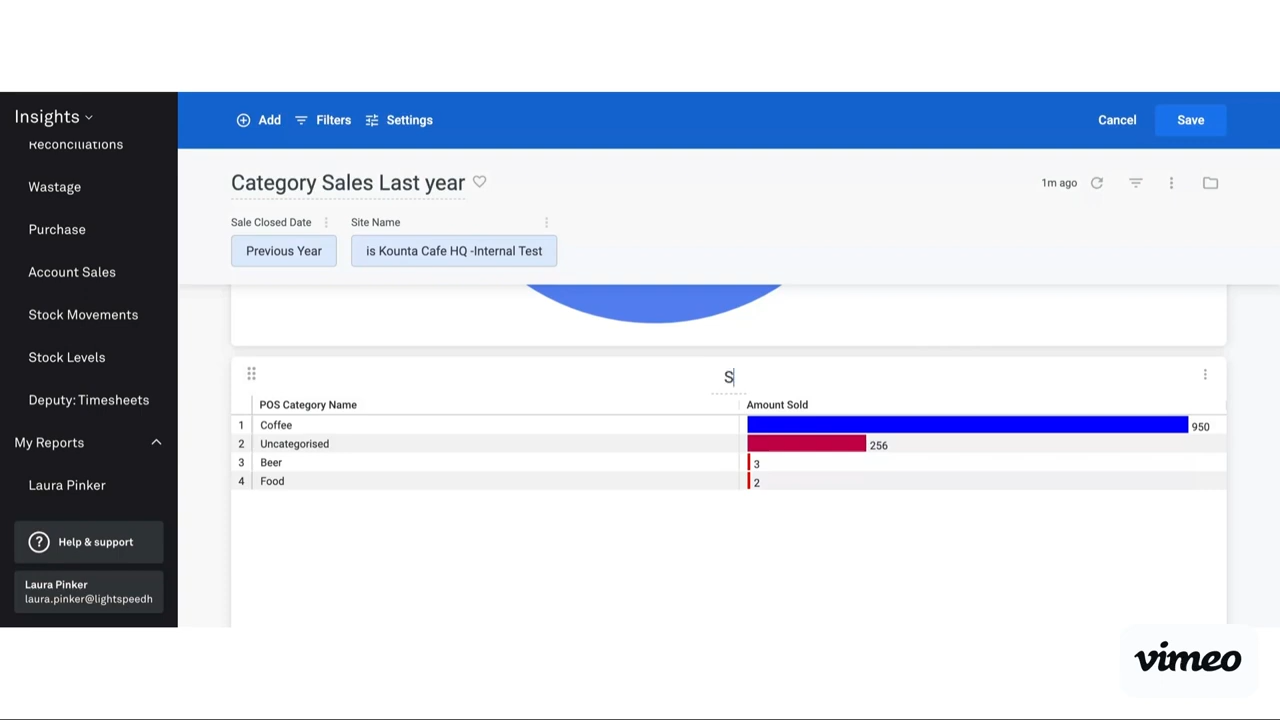 Insights
Reconciliations
Wastage
Purchase
Account Sales
Stock Movements
Stock Levels
Deputy: Timesheets
My Reports
Laura Pinker
? Help & support
Laura Pinker
laura.pinker@lightspeedh
Add Filters Settings Cancel Save
Category Sales Last year
1m ago
Sale Closed Date Site Name
Previous Year is Kounta Cafe HQ -Internal Test
S
POS Category Name Amount Sold
1 Coffee 950
2 Uncategorised 256
3 Beer 3
4 Food 2
vimeo